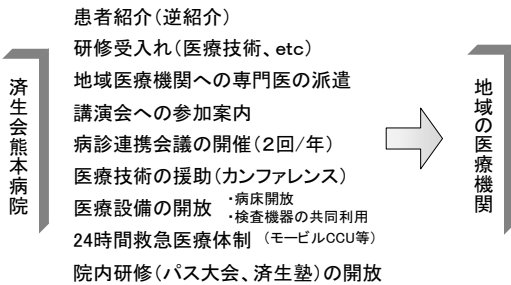 済生会熊本病院
患者紹介（逆紹介）
研修受入れ（医療技術、etc）
地域医療機関への専門医の派遣
講演会への参加案内
病診連携会議の開催（２回/年）
医療技術の援助（カンファレンス）
医療設備の開放
・病床開放
・検査機器の共同利用
24時間救急医療体制 （モービルCCU等）
院内研修（パス大会、済生塾）の開放
地域の医療機関